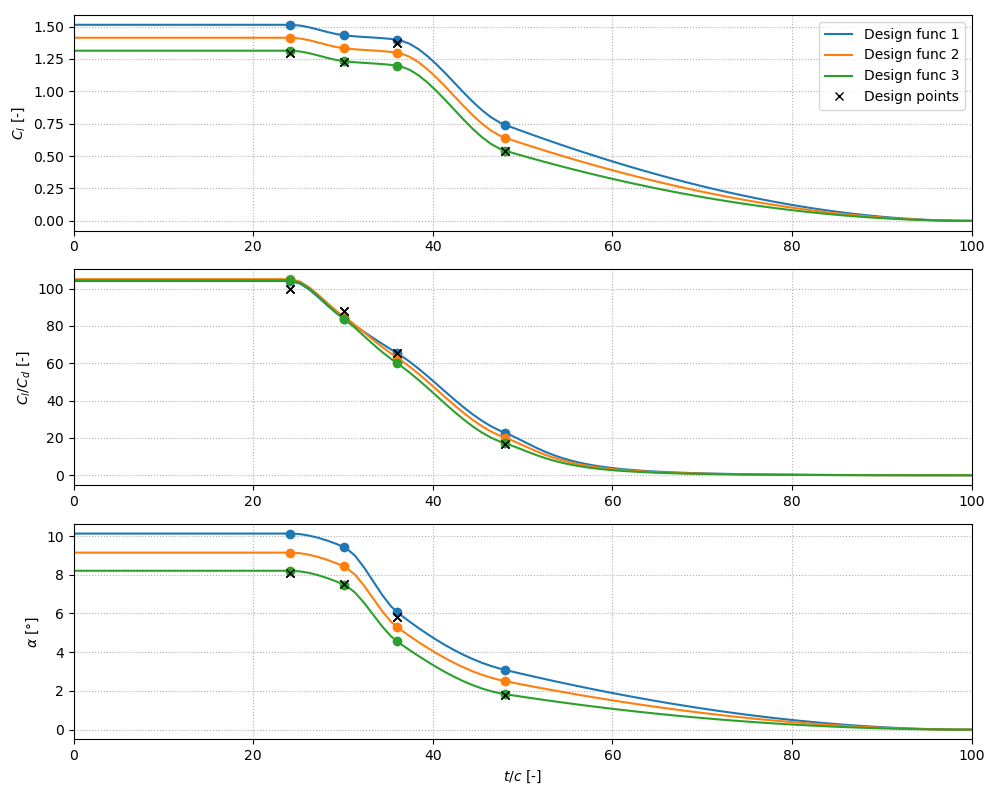 1.50
1.25
1.00
0.75
0.50
0.25
0.00
C_l [-]
Design func 1
Design func 2
Design func 3
Design points
0 20 40 60 80 100
100
80
60
40
20
0
C_l/C_d [-]
0 20 40 60 80 100
10
8
6
4
2
0
α [°]
0 20 40 60 80 100
t/c [-]